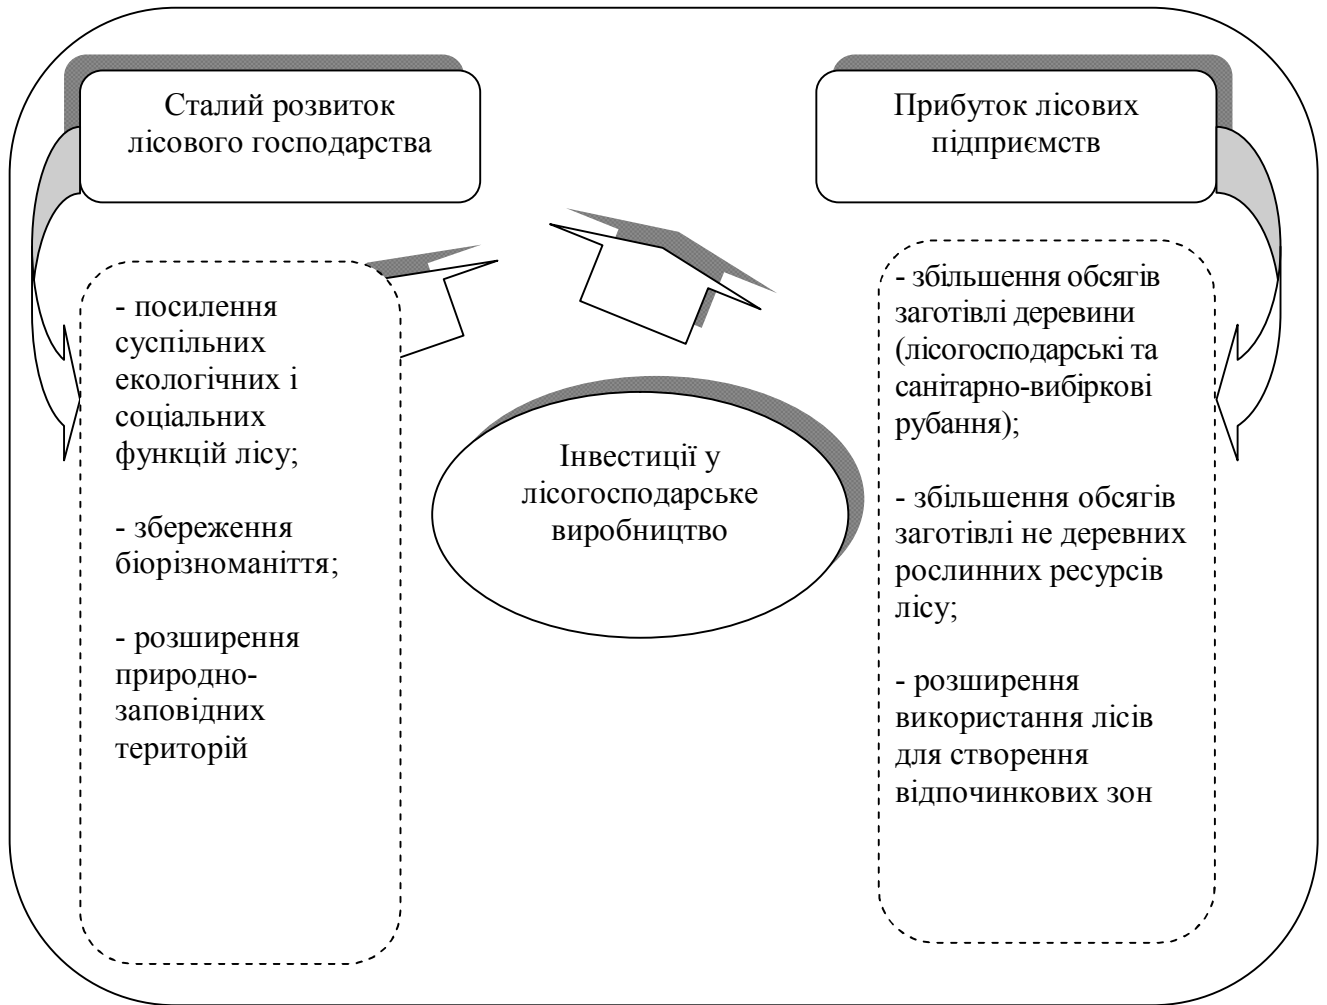 Сталий розвиток
лісового господарства
Прибуток лісових
підприємств
- посилення
суспільних
екологічних і
соціальних
функцій лісу;
- збереження
біорізноманіття;
- розширення
природно-
заповідних
територій
Інвестиції у
лісогосподарське
виробництво
- збільшення обсягів
заготівлі деревини
(лісогосподарські та
санітарно-вибіркові
рубання);
- збільшення обсягів
заготівлі не деревних
рослинних ресурсів
лісу;
- розширення
використання лісів
для створення
відпочинкових зон